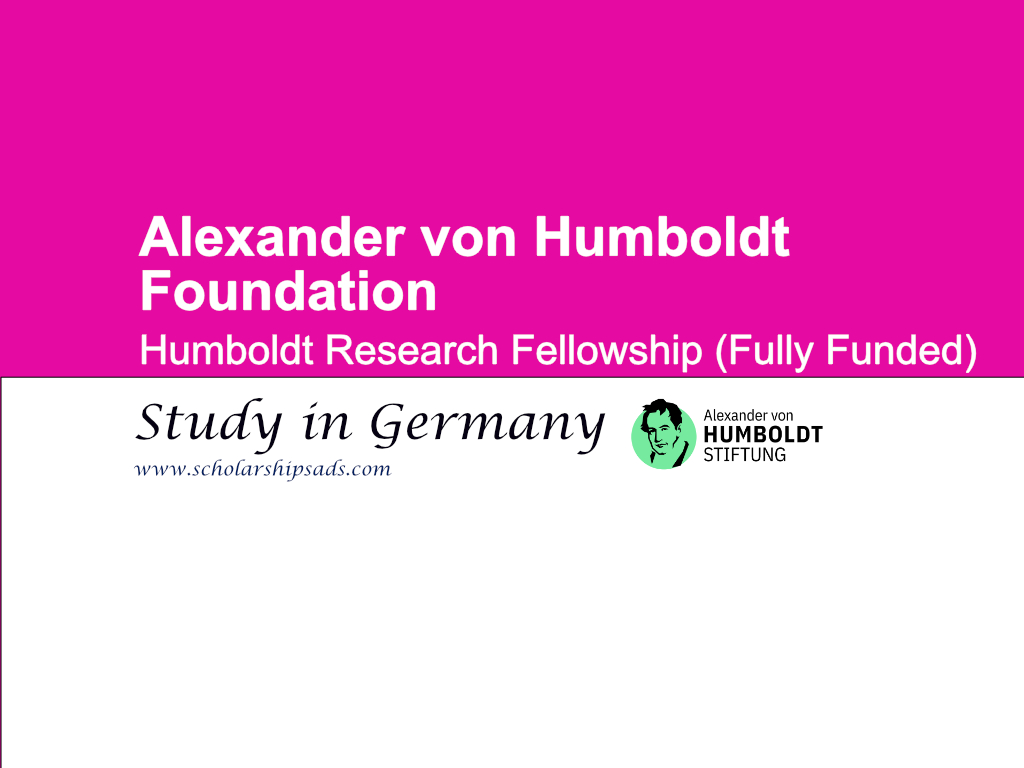 Alexander von Humboldt
Foundation
Humboldt Research Fellowship (Fully Funded)
Study in Germany
www.scholarshipsads.com
Alexander von
HUMBOLDT
STIFTUNG